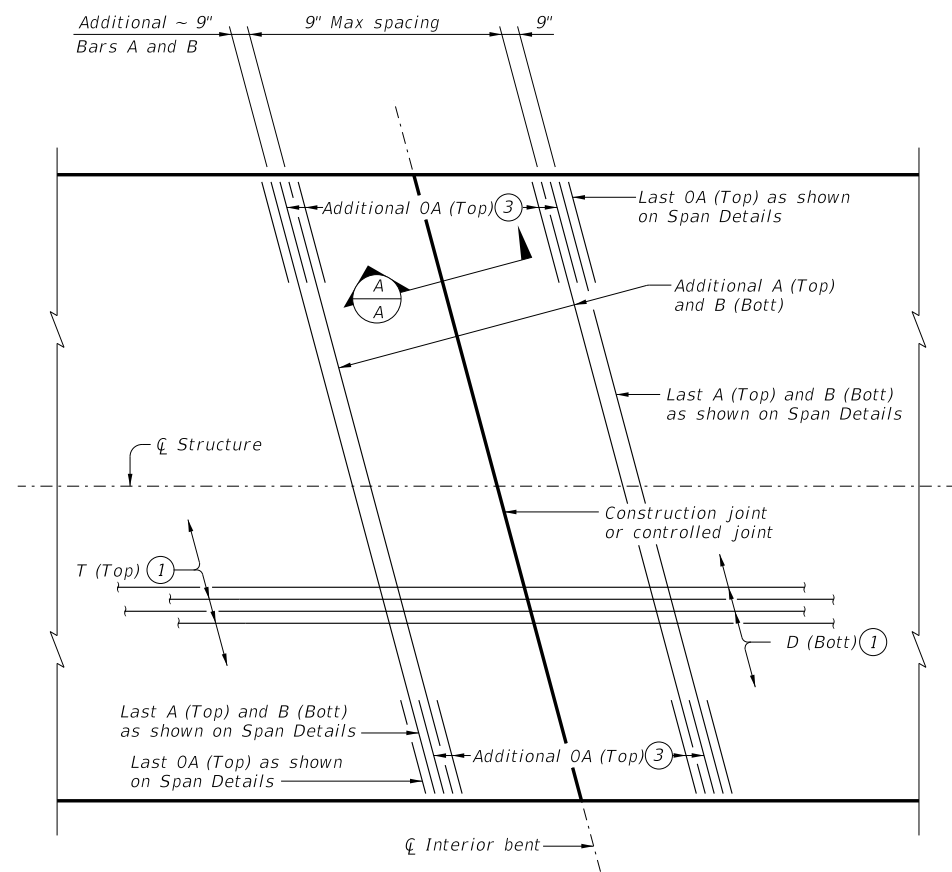 Additional ~ 9"
Bars A and B
9" Max spacing
9"
Additional OA (Top) 3
Last OA (Top) as shown
on Span Details
A
A
Additional A (Top)
and B (Bott)
Last A (Top) and B (Bott)
as shown on Span Details
℄ Structure
Construction joint
or controlled joint
T (Top) 1
D (Bott) 1
Last A (Top) and B (Bott)
as shown on Span Details
Last OA (Top) as shown
on Span Details
Additional OA (Top) 3
℄ Interior bent